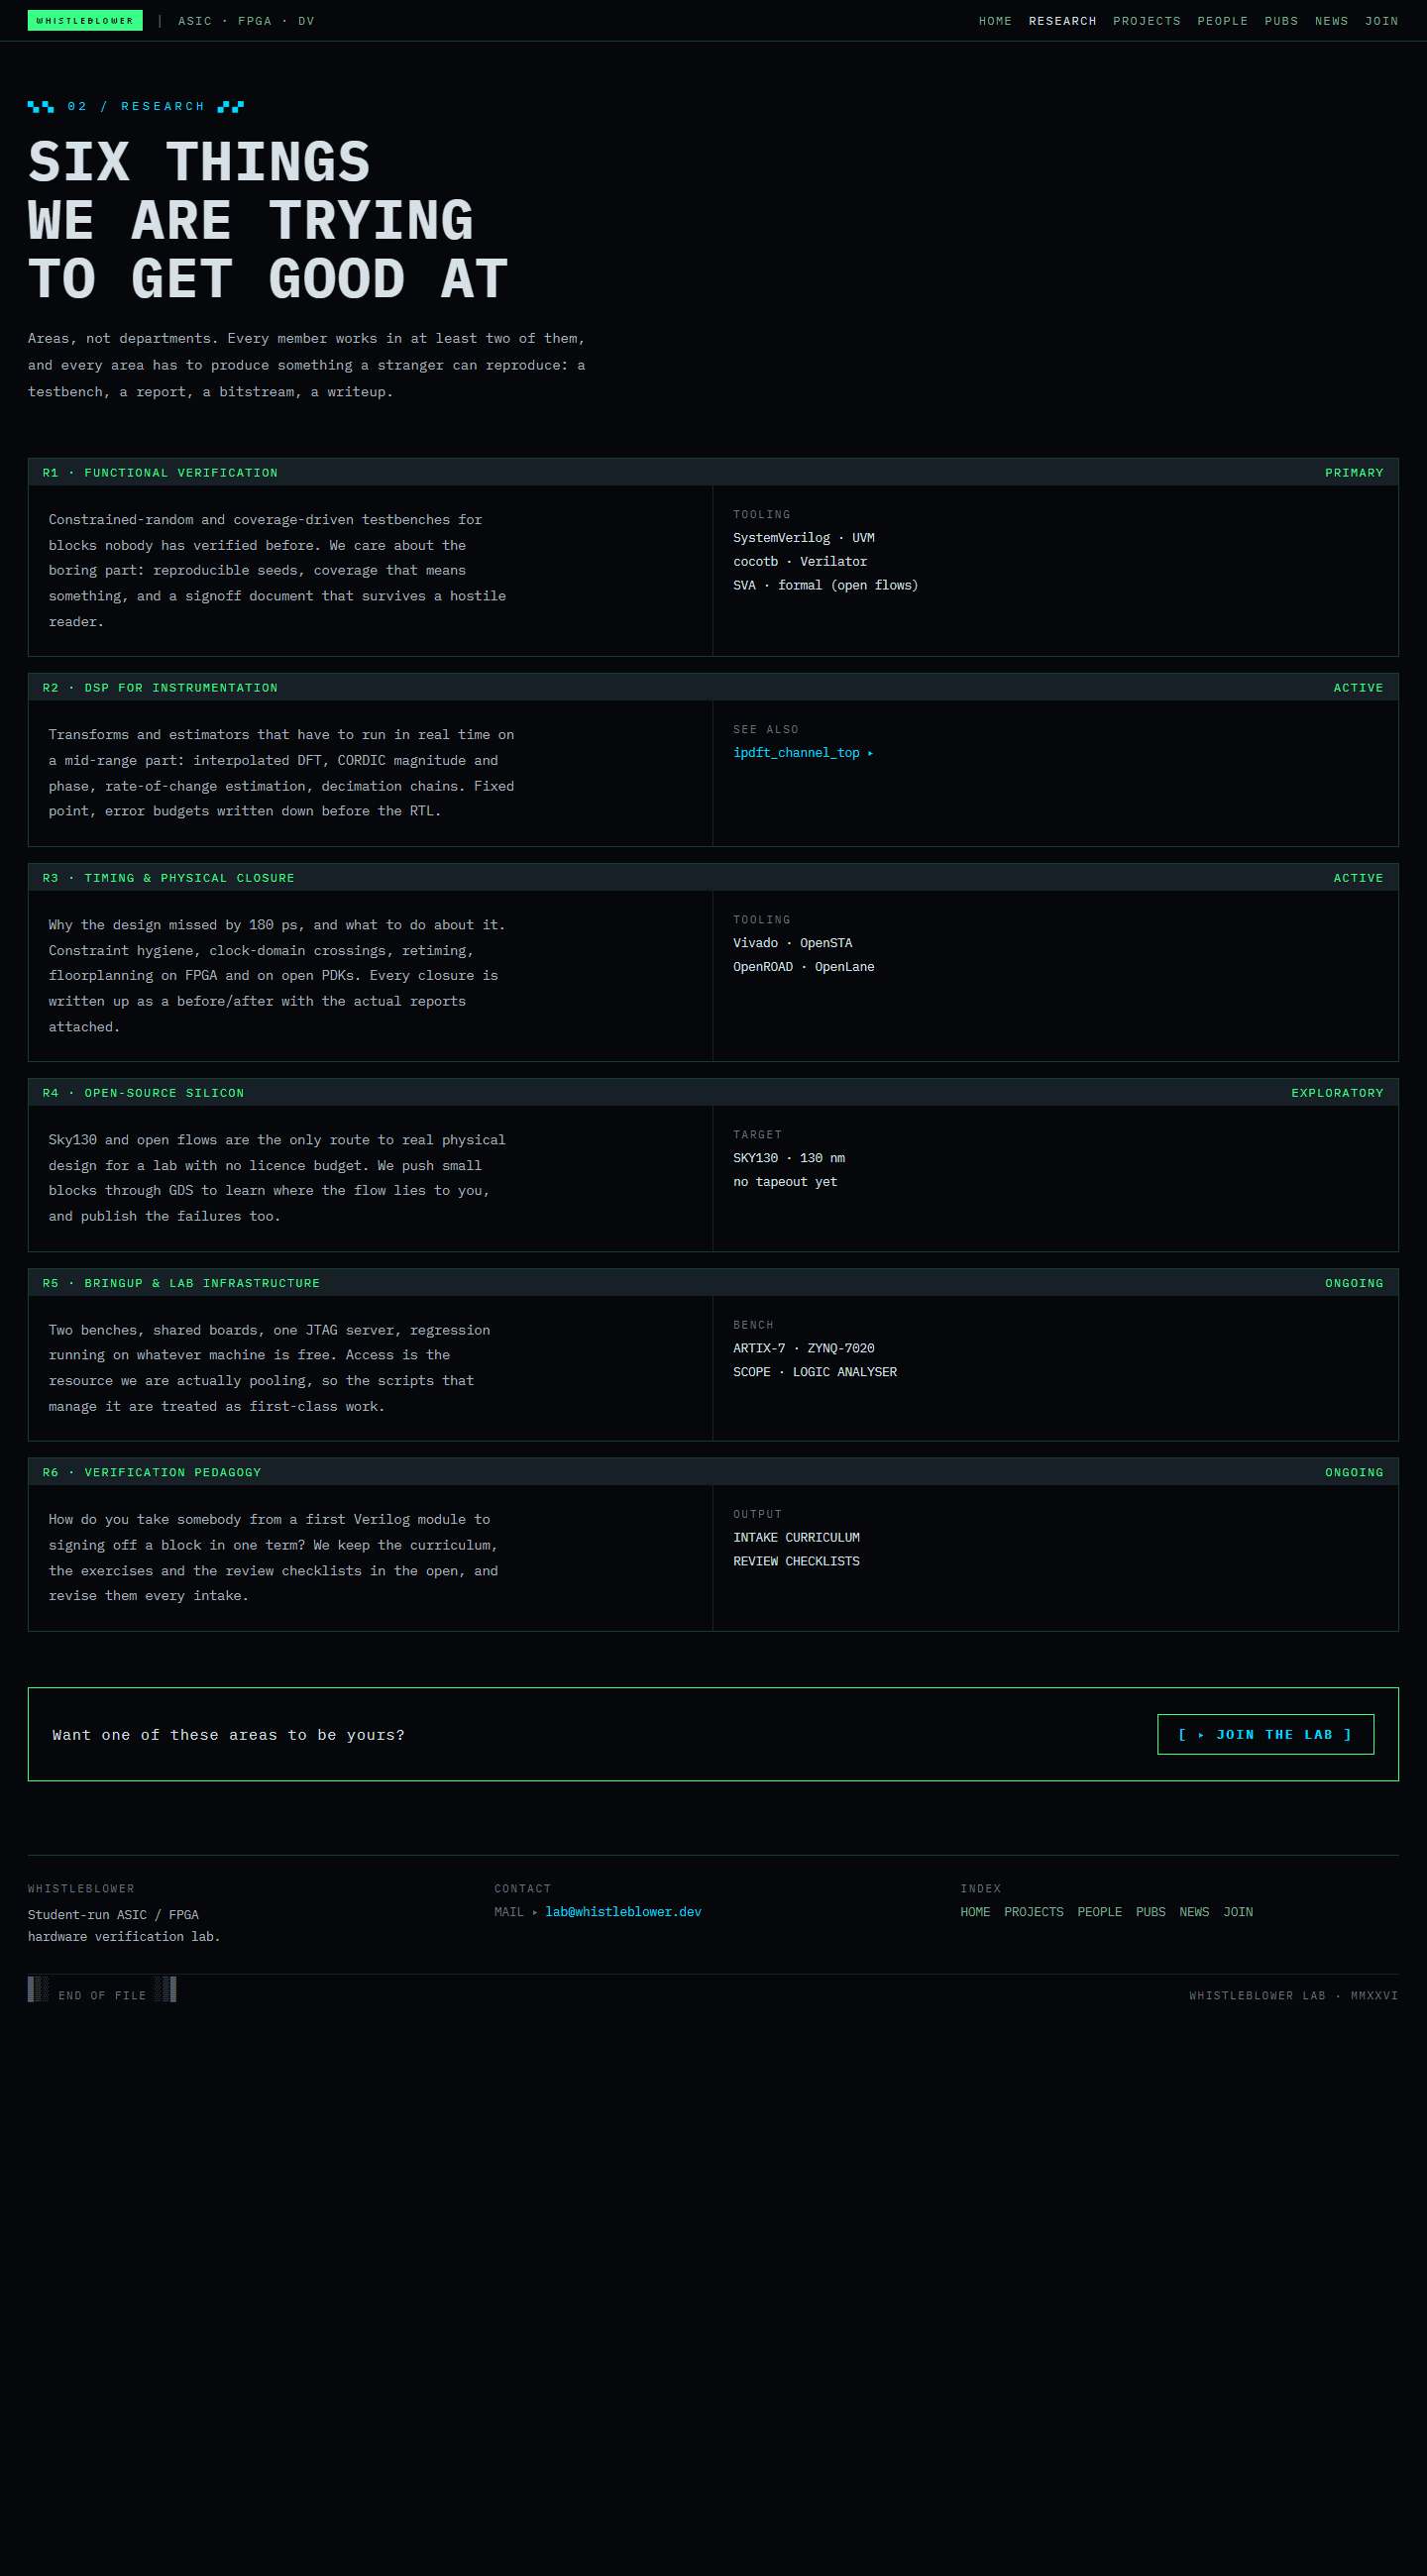 WHISTLEBLOWER | ASIC · FPGA · DV
HOME RESEARCH PROJECTS PEOPLE PUBS NEWS JOIN
▚▚ 02 / RESEARCH ▞▞
SIX THINGS
WE ARE TRYING
TO GET GOOD AT
Areas, not departments. Every member works in at least two of them,
and every area has to produce something a stranger can reproduce: a
testbench, a report, a bitstream, a writeup.
R1 · FUNCTIONAL VERIFICATION
PRIMARY
Constrained-random and coverage-driven testbenches for
blocks nobody has verified before. We care about the
boring part: reproducible seeds, coverage that means
something, and a signoff document that survives a hostile
reader.
TOOLING
SystemVerilog · UVM
cocotb · Verilator
SVA · formal (open flows)
R2 · DSP FOR INSTRUMENTATION
ACTIVE
Transforms and estimators that have to run in real time on
a mid-range part: interpolated DFT, CORDIC magnitude and
phase, rate-of-change estimation, decimation chains. Fixed
point, error budgets written down before the RTL.
SEE ALSO
ipdft_channel_top ▸
R3 · TIMING & PHYSICAL CLOSURE
ACTIVE
Why the design missed by 180 ps, and what to do about it.
Constraint hygiene, clock-domain crossings, retiming,
floorplanning on FPGA and on open PDKs. Every closure is
written up as a before/after with the actual reports
attached.
TOOLING
Vivado · OpenSTA
OpenROAD · OpenLane
R4 · OPEN-SOURCE SILICON
EXPLORATORY
Sky130 and open flows are the only route to real physical
design for a lab with no licence budget. We push small
blocks through GDS to learn where the flow lies to you,
and publish the failures too.
TARGET
SKY130 · 130 nm
no tapeout yet
R5 · BRINGUP & LAB INFRASTRUCTURE
ONGOING
Two benches, shared boards, one JTAG server, regression
running on whatever machine is free. Access is the
resource we are actually pooling, so the scripts that
manage it are treated as first-class work.
BENCH
ARTIX-7 · ZYNQ-7020
SCOPE · LOGIC ANALYSER
R6 · VERIFICATION PEDAGOGY
ONGOING
How do you take somebody from a first Verilog module to
signing off a block in one term? We keep the curriculum,
the exercises and the review checklists in the open, and
revise them every intake.
OUTPUT
INTAKE CURRICULUM
REVIEW CHECKLISTS
Want one of these areas to be yours?
[ ▸ JOIN THE LAB ]
WHISTLEBLOWER
Student-run ASIC / FPGA
hardware verification lab.
CONTACT
MAIL ▸ lab@whistleblower.dev
INDEX
HOME PROJECTS PEOPLE PUBS NEWS JOIN
█▓▒░ END OF FILE ░▒▓█
WHISTLEBLOWER LAB · MMXXVI